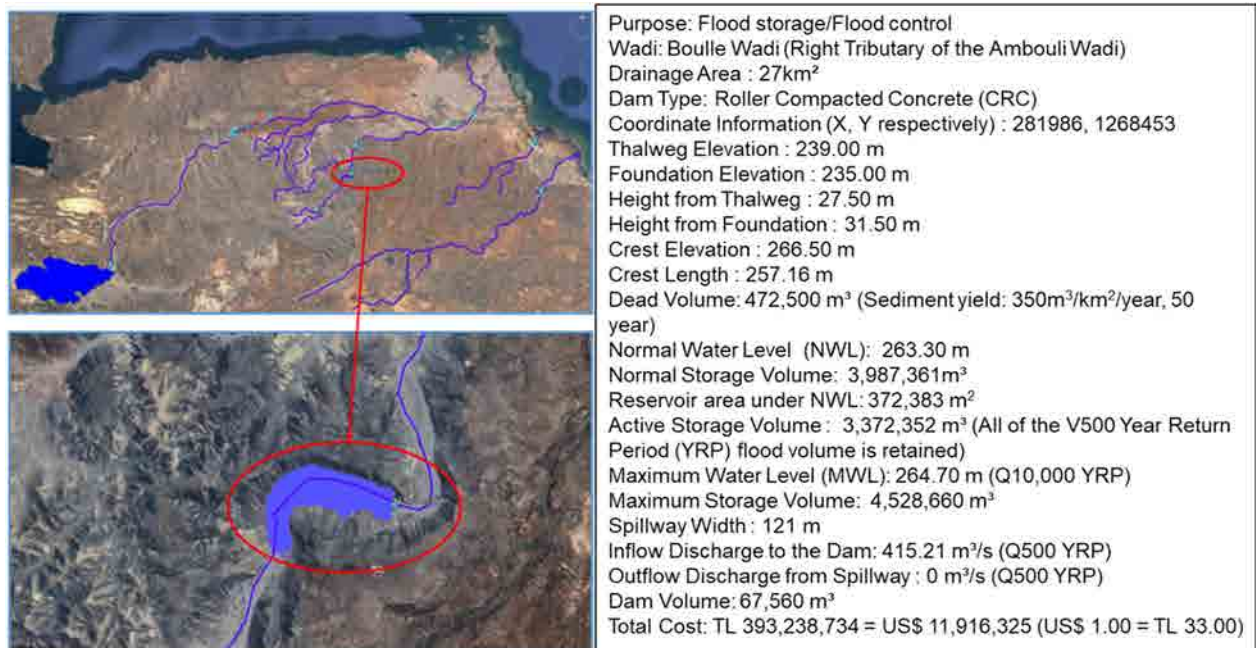 Purpose: Flood storage/Flood control
Wadi: Boulle Wadi (Right Tributary of the Ambouli Wadi)
Drainage Area : 27km²
Dam Type: Roller Compacted Concrete (CRC)
Coordinate Information (X, Y respectively) : 281986, 1268453
Thalweg Elevation : 239.00 m
Foundation Elevation : 235.00 m
Height from Thalweg : 27.50 m
Height from Foundation : 31.50 m
Crest Elevation : 266.50 m
Crest Length : 257.16 m
Dead Volume: 472,500 m³ (Sediment yield: 350m³/km²/year, 50
year)
Normal Water Level (NWL): 263.30 m
Normal Storage Volume: 3,987,361m³
Reservoir area under NWL: 372,383 m²
Active Storage Volume : 3,372,352 m³ (All of the V500 Year Return
Period (YRP) flood volume is retained)
Maximum Water Level (MWL): 264.70 m (Q10,000 YRP)
Maximum Storage Volume: 4,528,660 m³
Spillway Width : 121 m
Inflow Discharge to the Dam: 415.21 m³/s (Q500 YRP)
Outflow Discharge from Spillway : 0 m³/s (Q500 YRP)
Dam Volume: 67,560 m³
Total Cost: TL 393,238,734 = US$ 11,916,325 (US$ 1.00 = TL 33.00)